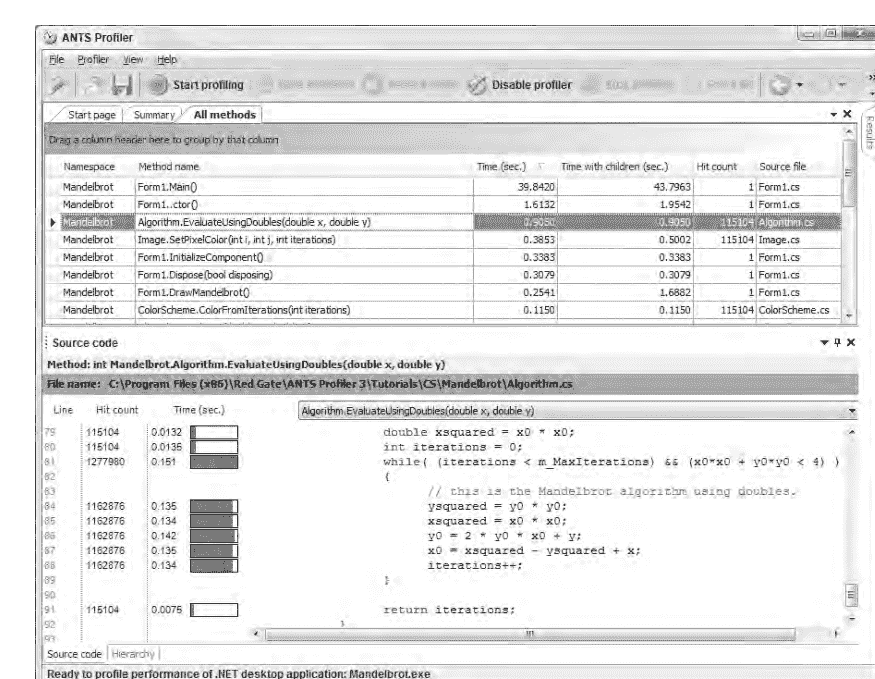 ANTS Profiler
File Profiler View Help
Start profiling Disable profiler
Start page Summary All methods
Results
Drag a column header here to group by that column
Namespace Method name Time (sec.) Time with children (sec.) Hit count Source file
Mandelbrot Form1.Main() 39.8420 43.7963 1 Form1.cs
Mandelbrot Form1..ctor() 1.6132 1.9542 1 Form1.cs
Mandelbrot Algorithm.EvaluateUsingDoubles(double x, double y) 0.9050 0.9050 115104 Algorithm.cs
Mandelbrot Image.SetPixelColor(int i, int j, int iterations) 0.3853 0.5002 115104 Image.cs
Mandelbrot Form1.InitializeComponent() 0.3383 0.3383 1 Form1.cs
Mandelbrot Form1.Dispose(bool disposing) 0.3079 0.3079 1 Form1.cs
Mandelbrot Form1.DrawMandelbrot() 0.2541 1.6882 1 Form1.cs
Mandelbrot ColorScheme.ColorFromIterations(int iterations) 0.1150 0.1150 115104 ColorScheme.cs
Source code
Method: int Mandelbrot.Algorithm.EvaluateUsingDoubles(double x, double y)
File name: C:\Program Files (x86)\Red Gate\ANTS Profiler 3\Tutorials\CS\Mandelbrot\Algorithm.cs
Line Hit count Time (sec.) Algorithm.EvaluateUsingDoubles(double x, double y)
79 115104 0.0132 double xsquared = x0 * x0;
80 115104 0.0135 int iterations = 0;
81 1277980 0.151 while( (iterations < m_MaxIterations) && (x0*x0 + y0*y0 < 4) )
82 {
83 // this is the Mandelbrot algorithm using doubles.
84 1162876 0.135 ysquared = y0 * y0;
85 1162876 0.134 xsquared = x0 * x0;
86 1162876 0.142 y0 = 2 * y0 * x0 + y;
87 1162876 0.135 x0 = xsquared - ysquared + x;
88 1162876 0.134 iterations++;
89 }
90
91 115104 0.0075 return iterations;
92 }
93
Source code Hierarchy
Ready to profile performance of .NET desktop application: Mandelbrot.exe